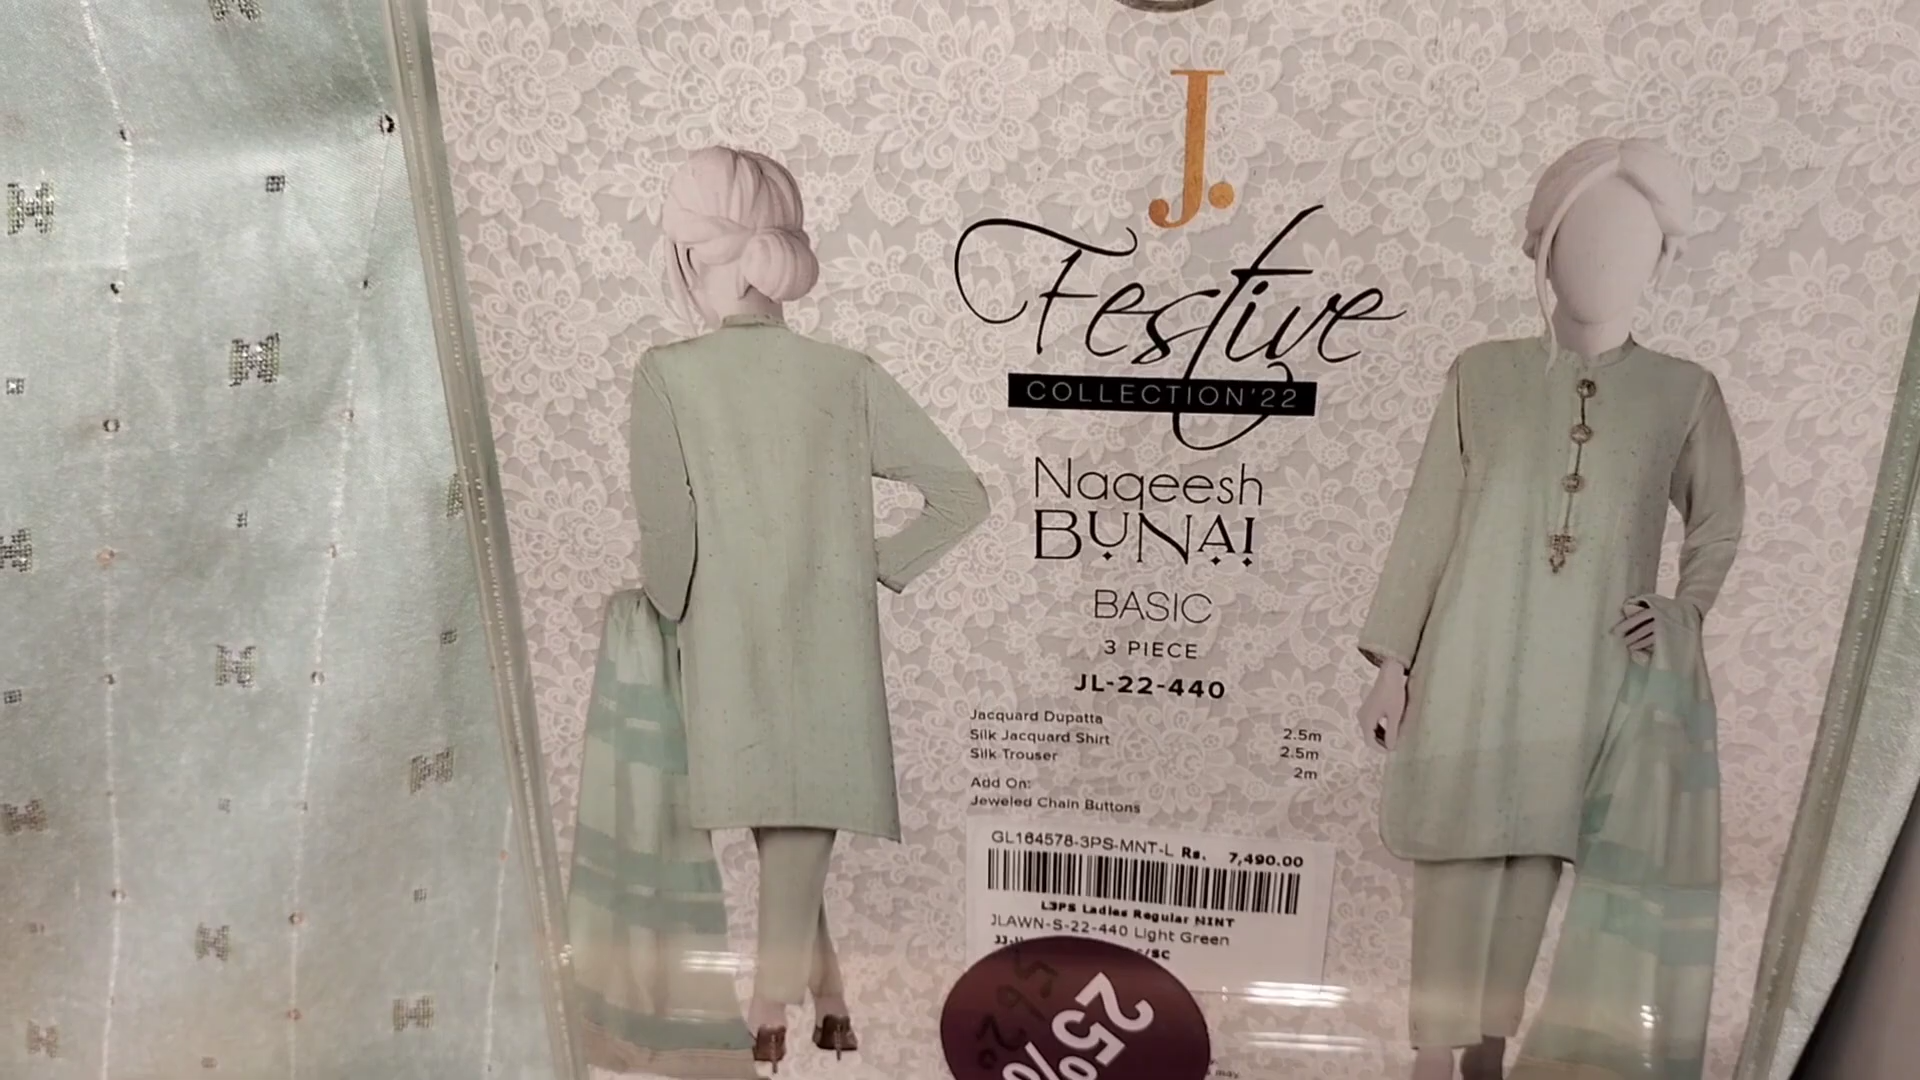 J.
Festive
COLLECTION'22
Naqeesh
BUNAI
BASIC
3 PIECE
JL-22-440
Jacquard Dupatta 2.5m
Silk Jacquard Shirt 2.5m
Silk Trouser 2m
Add On:
Jeweled Chain Buttons
GL164578-3PS-MNT-L Rs. 7,490.00
L3PS Ladies Regular MINT
JLAWN-S-22-440 Light Green
/SC
25%
may